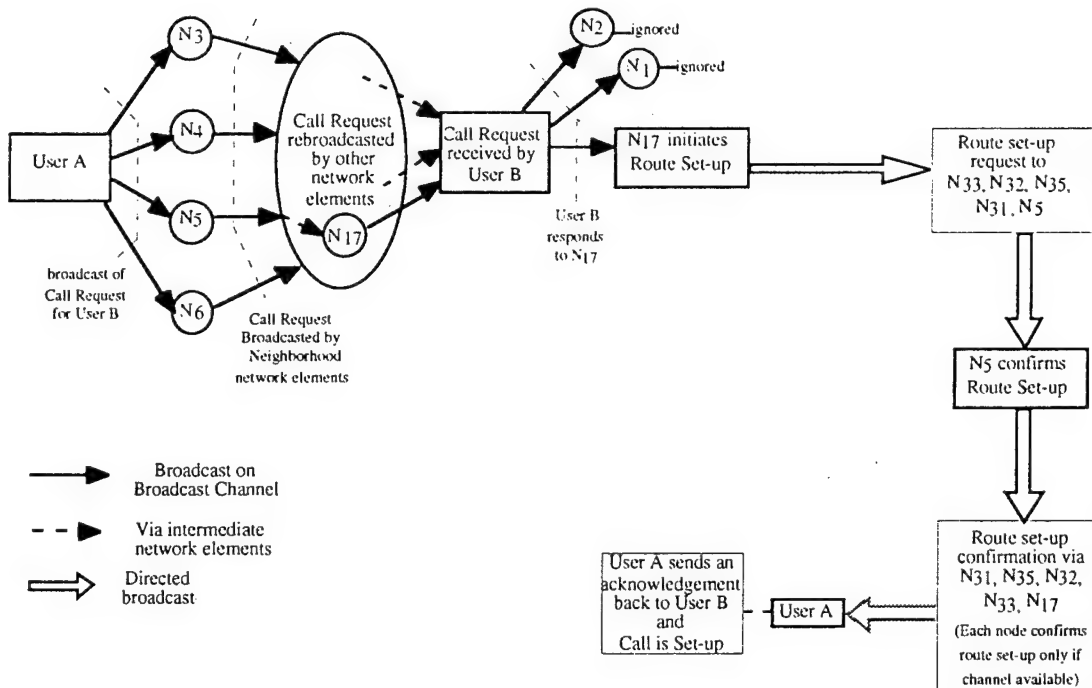 User A
broadcast of
Call Request
for User B
N3
N4
N5
N6
Call Request
Broadcasted by
Neighborhood
network elements
Call Request
rebroadcasted
by other
network
elements
N17
Call Request
received by
User B
N2
ignored
N1
ignored
User B
responds
to N17
N17 initiates
Route Set-up
Route set-up
request to
N33, N32, N35,
N31, N5
N5 confirms
Route Set-up
Route set-up
confirmation via
N31, N35, N32,
N33, N17
(Each node confirms
route set-up only if
channel available)
User A
User A sends an
acknowledgement
back to User B
and
Call is Set-up
Broadcast on
Broadcast Channel
Via intermediate
network elements
Directed
broadcast